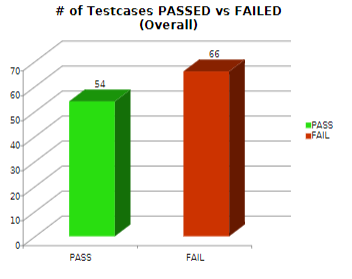 # of Testcases PASSED vs FAILED
(Overall)
70
60
50
40
30
20
10
0
54
66
PASS
FAIL
PASS
FAIL